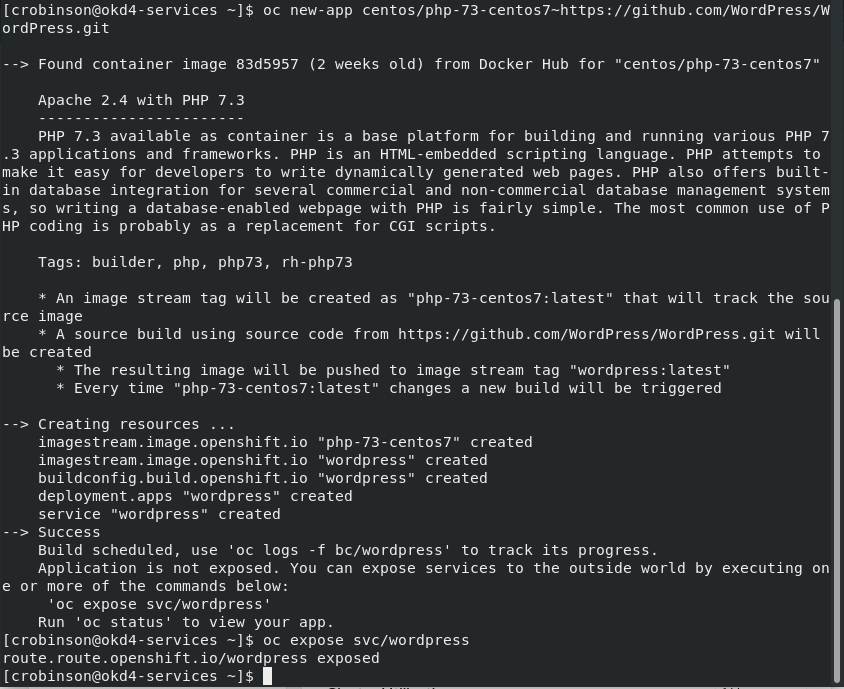 [crobinson@okd4-services ~]$ oc new-app centos/php-73-centos7~https://github.com/WordPress/W
ordPress.git
--> Found container image 83d5957 (2 weeks old) from Docker Hub for "centos/php-73-centos7"
Apache 2.4 with PHP 7.3
-----------------------
PHP 7.3 available as container is a base platform for building and running various PHP 7
.3 applications and frameworks. PHP is an HTML-embedded scripting language. PHP attempts to
make it easy for developers to write dynamically generated web pages. PHP also offers built-
in database integration for several commercial and non-commercial database management system
s, so writing a database-enabled webpage with PHP is fairly simple. The most common use of P
HP coding is probably as a replacement for CGI scripts.
Tags: builder, php, php73, rh-php73
* An image stream tag will be created as "php-73-centos7:latest" that will track the sou
rce image
* A source build using source code from https://github.com/WordPress/WordPress.git will
be created
* The resulting image will be pushed to image stream tag "wordpress:latest"
* Every time "php-73-centos7:latest" changes a new build will be triggered
--> Creating resources ...
imagestream.image.openshift.io "php-73-centos7" created
imagestream.image.openshift.io "wordpress" created
buildconfig.build.openshift.io "wordpress" created
deployment.apps "wordpress" created
service "wordpress" created
--> Success
Build scheduled, use 'oc logs -f bc/wordpress' to track its progress.
Application is not exposed. You can expose services to the outside world by executing on
e or more of the commands below:
'oc expose svc/wordpress'
Run 'oc status' to view your app.
[crobinson@okd4-services ~]$ oc expose svc/wordpress
route.route.openshift.io/wordpress exposed
[crobinson@okd4-services ~]$